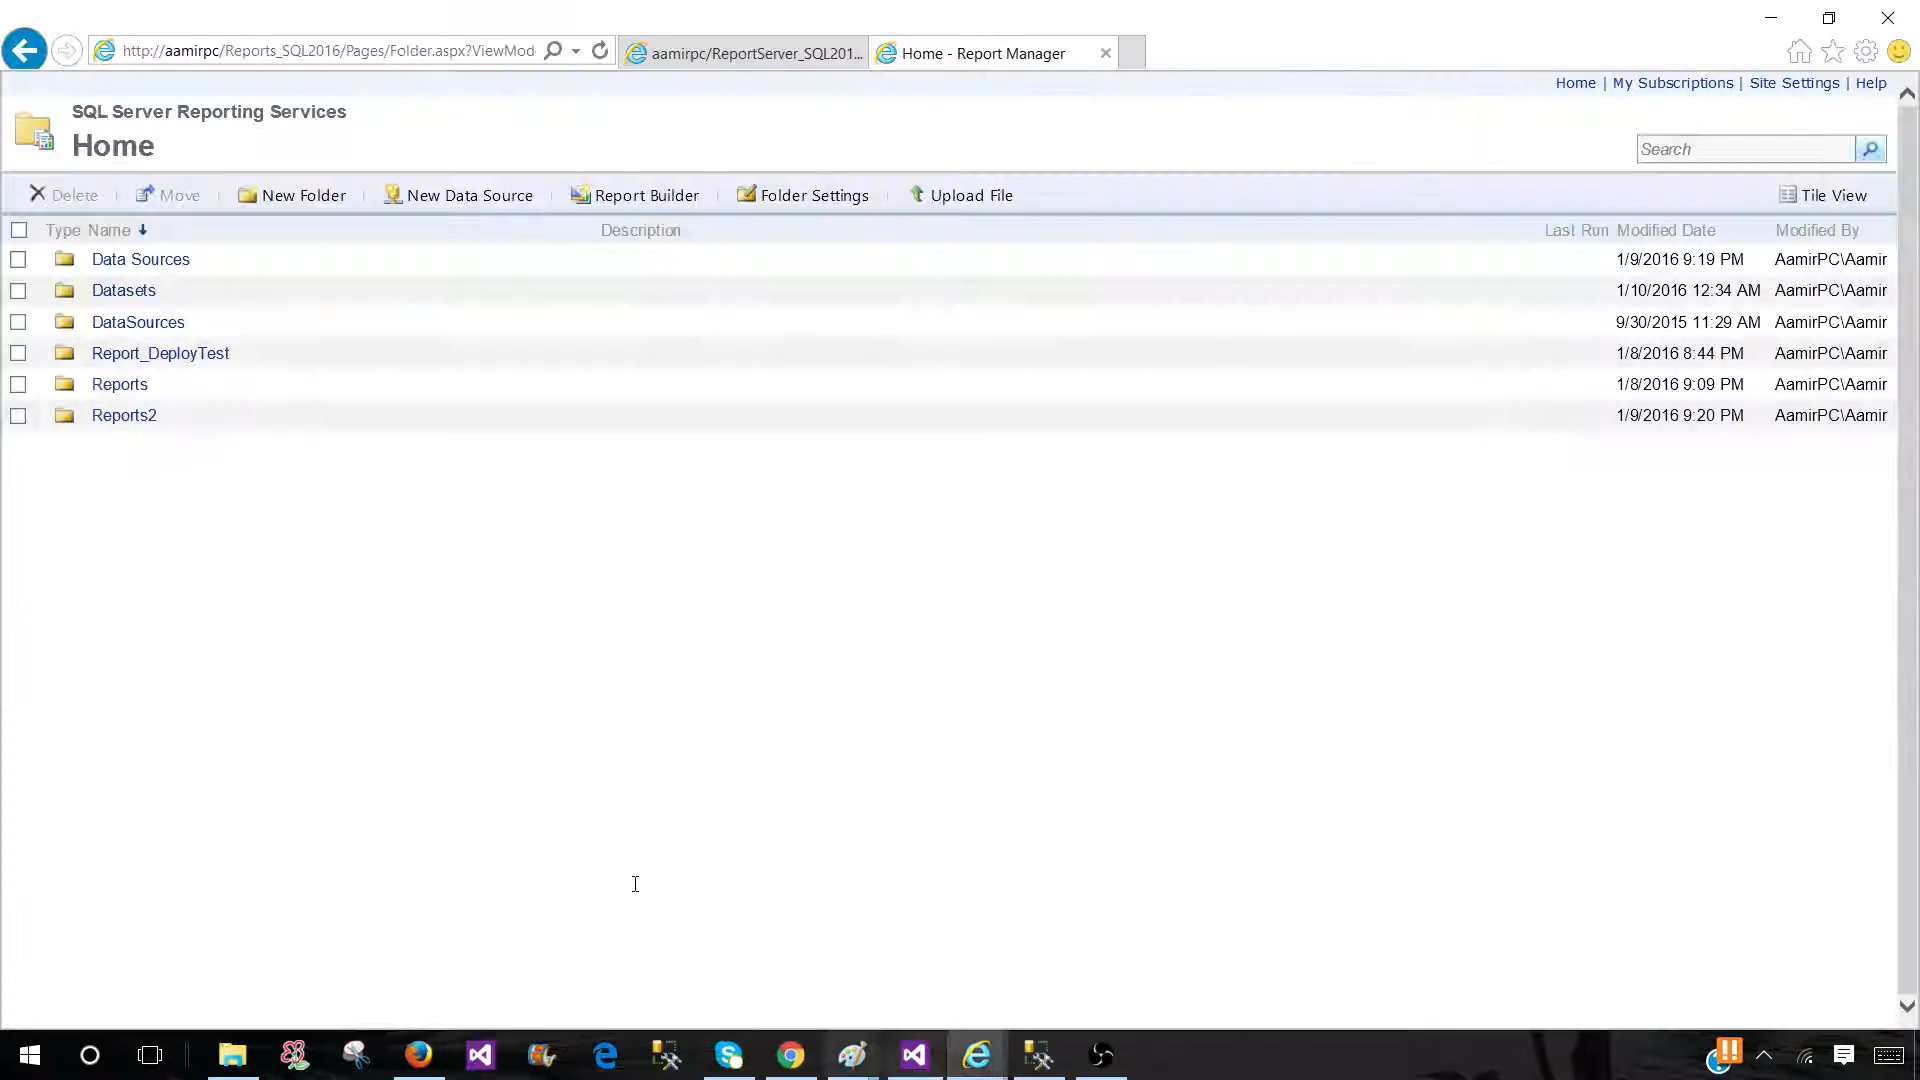 http://aamirpc/Reports_SQL2016/Pages/Folder.aspx?ViewMod
aamirpc/ReportServer_SQL201...
Home - Report Manager
Home | My Subscriptions | Site Settings | Help
SQL Server Reporting Services
Home
Search
Delete Move New Folder New Data Source Report Builder Folder Settings Upload File Tile View
Type Name Description Last Run Modified Date Modified By
Data Sources 1/9/2016 9:19 PM AamirPC\Aamir
Datasets 1/10/2016 12:34 AM AamirPC\Aamir
DataSources 9/30/2015 11:29 AM AamirPC\Aamir
Report_DeployTest 1/8/2016 8:44 PM AamirPC\Aamir
Reports 1/8/2016 9:09 PM AamirPC\Aamir
Reports2 1/9/2016 9:20 PM AamirPC\Aamir